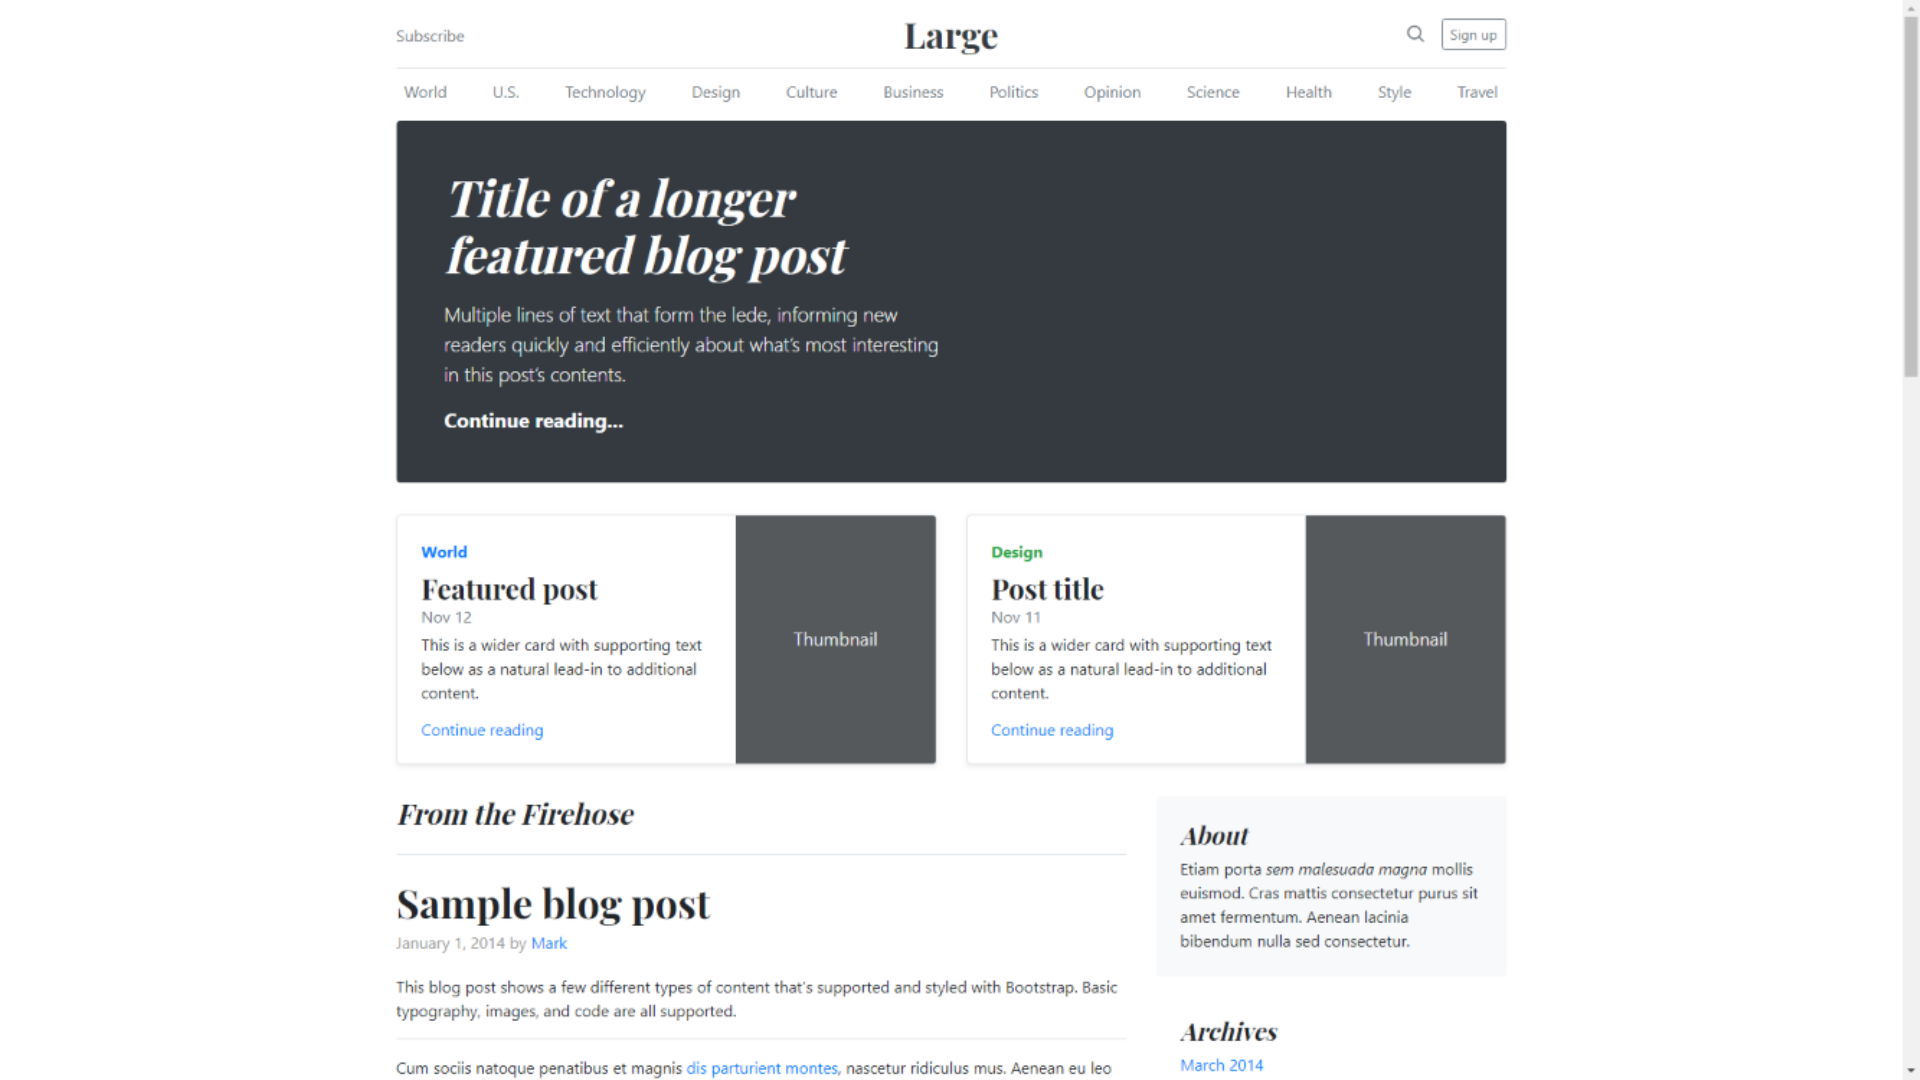 Subscribe
Large
Sign up
World U.S. Technology Design Culture Business Politics Opinion Science Health Style Travel
Title of a longer
featured blog post
Multiple lines of text that form the lede, informing new
readers quickly and efficiently about what's most interesting
in this post's contents.
Continue reading...
World
Featured post
Nov 12
This is a wider card with supporting text
below as a natural lead-in to additional
content.
Continue reading
Thumbnail
Design
Post title
Nov 11
This is a wider card with supporting text
below as a natural lead-in to additional
content.
Continue reading
Thumbnail
From the Firehose
Sample blog post
January 1, 2014 by Mark
This blog post shows a few different types of content that's supported and styled with Bootstrap. Basic
typography, images, and code are all supported.
Cum sociis natoque penatibus et magnis dis parturient montes, nascetur ridiculus mus. Aenean eu leo
About
Etiam porta sem malesuada magna mollis
euismod. Cras mattis consectetur purus sit
amet fermentum. Aenean lacinia
bibendum nulla sed consectetur.
Archives
March 2014